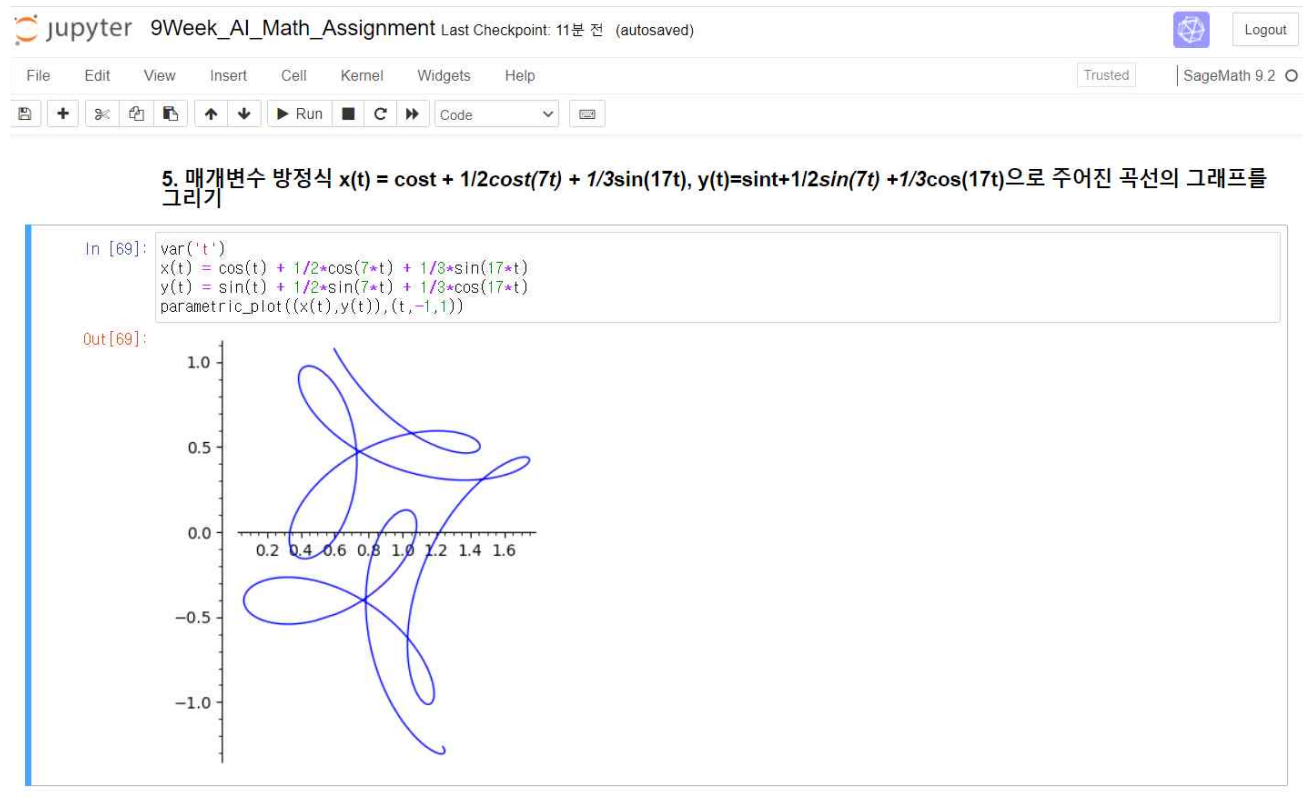 jupyter 9Week_AI_Math_Assignment Last Checkpoint: 11분 전 (autosaved)
Logout
File Edit View Insert Cell Kernel Widgets Help
Trusted
SageMath 9.2
Run
Code
5. 매개변수 방정식 x(t) = cost + 1/2cost(7t) + 1/3sin(17t), y(t)=sint+1/2sin(7t) +1/3cos(17t)으로 주어진 곡선의 그래프를
그리기
In [69]:
var('t')
x(t) = cos(t) + 1/2*cos(7*t) + 1/3*sin(17*t)
y(t) = sin(t) + 1/2*sin(7*t) + 1/3*cos(17*t)
parametric_plot((x(t),y(t)),(t,-1,1))
Out[69]:
1.0
0.5
0.0
0.2 0.4 0.6 0.8 1.0 1.2 1.4 1.6
−0.5
−1.0